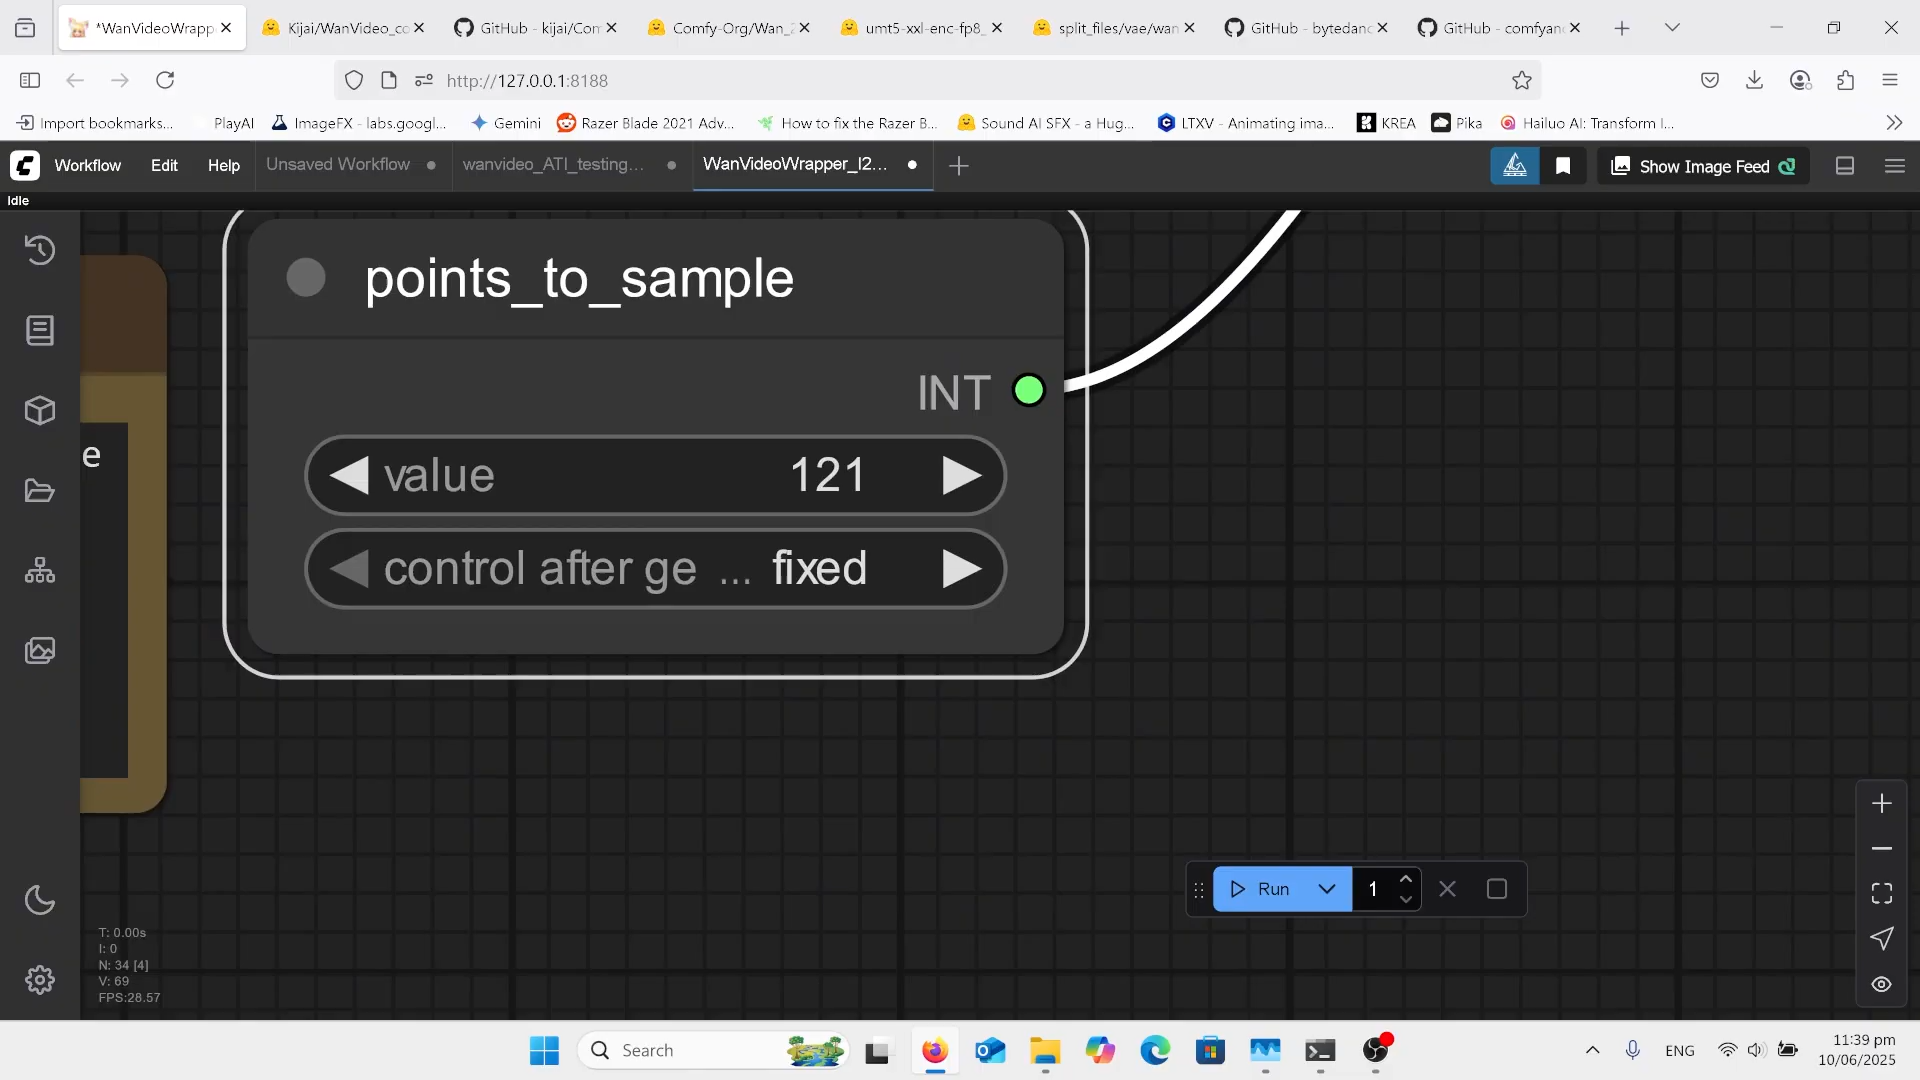 *WanVideoWrapp
Kijai/WanVideo_co
GitHub - kijai/Com
Comfy-Org/Wan_2
umt5-xxl-enc-fp8_
split_files/vae/wan
GitHub - bytedanc
GitHub - comfyan
http://127.0.0.1:8188
Import bookmarks...
PlayAI
ImageFX - labs.googl...
Gemini
Razer Blade 2021 Adv...
How to fix the Razer B...
Sound AI SFX - a Hug...
LTXV - Animating ima...
KREA
Pika
Hailuo AI: Transform I...
Workflow
Edit
Help
Unsaved Workflow
wanvideo_ATI_testing...
WanVideoWrapper_I2...
Show Image Feed
Idle
points_to_sample
INT
e
value 121
control after ge ... fixed
Run
1
T: 0.00s
I: 0
N: 34 [4]
V: 69
FPS:28.57
Search
ENG
11:39 pm
10/06/2025